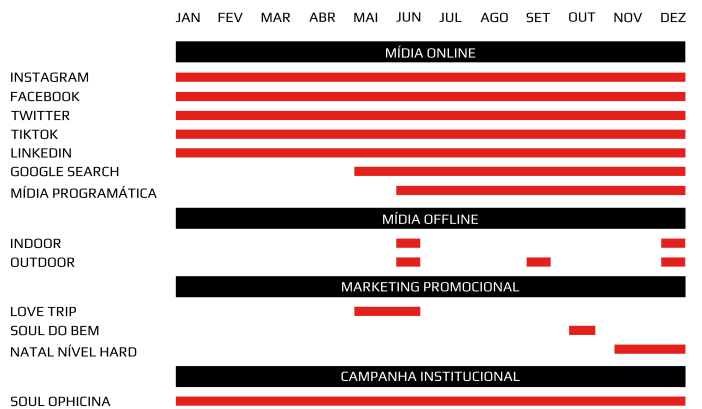 JAN FEV MAR ABR MAI JUN JUL AGO SET OUT NOV DEZ
MÍDIA ONLINE
INSTAGRAM
FACEBOOK
TWITTER
TIKTOK
LINKEDIN
GOOGLE SEARCH
MÍDIA PROGRAMÁTICA
MÍDIA OFFLINE
INDOOR
OUTDOOR
MARKETING PROMOCIONAL
LOVE TRIP
SOUL DO BEM
NATAL NÍVEL HARD
CAMPANHA INSTITUCIONAL
SOUL OPHICINA